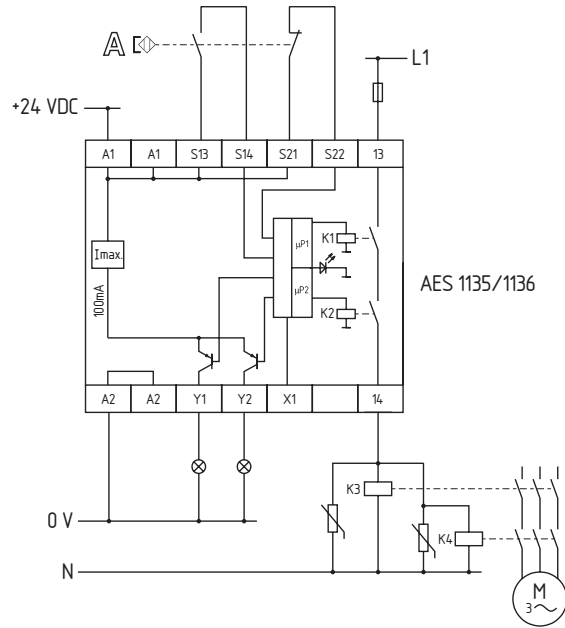 A
L1
+24 VDC
A1 A1 S13 S14 S21 S22 13
Imax.
100mA
µP1
µP2
K1
K2
AES 1135/1136
A2 A2 Y1 Y2 X1 14
K3
K4
0 V
N
M
3~